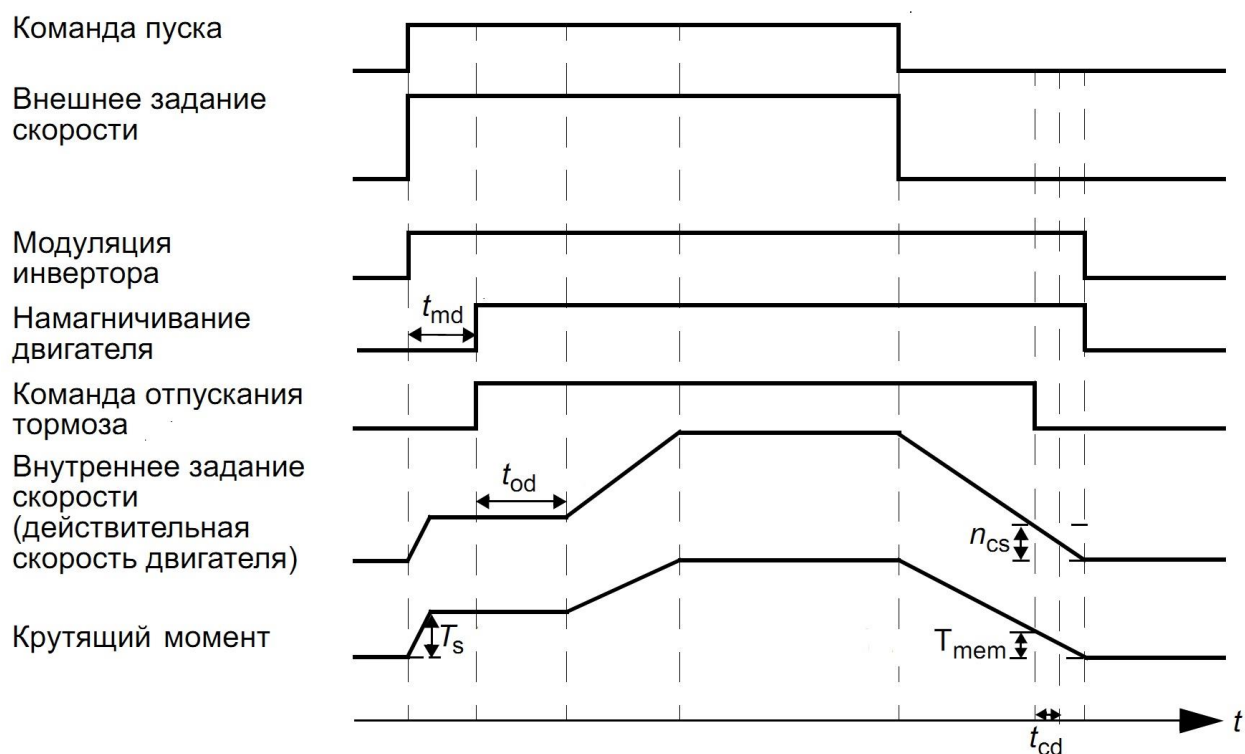 Команда пуска
Внешнее задание
скорости
Модуляция
инвертора
Намагничивание
двигателя
tmd
Команда отпускания
тормоза
Внутреннее задание
скорости
(действительная
скорость двигателя)
tod
ncs
Крутящий момент
Ts
Tmem
t
tcd